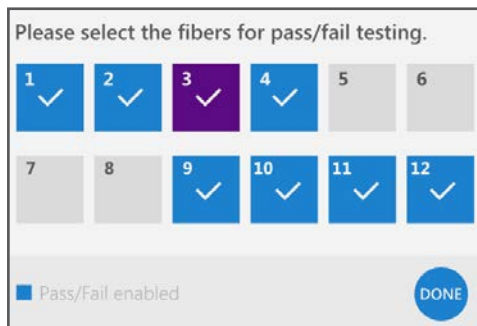 Please select the fibers for pass/fail testing.
1 2 3 4 5 6
7 8 9 10 11 12
Pass/Fail enabled DONE